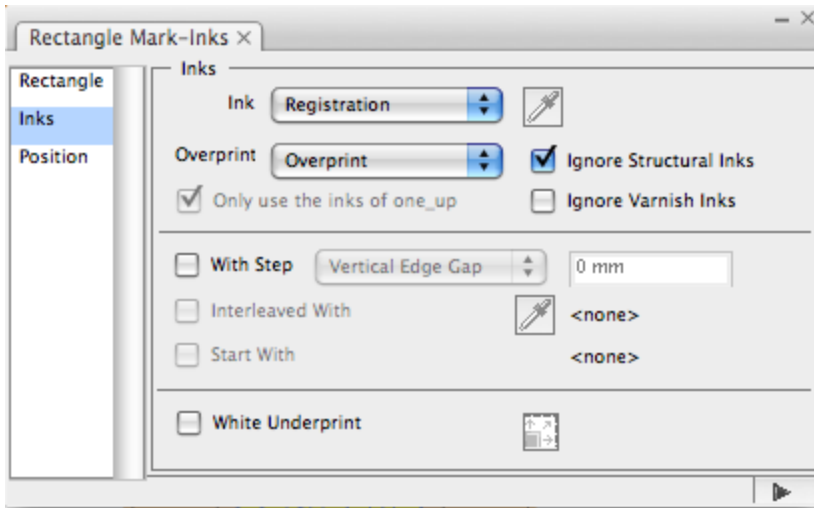 Rectangle Mark-Inks
Rectangle
Inks
Position
Inks
Ink Registration
Overprint Overprint Ignore Structural Inks
Only use the inks of one_up Ignore Varnish Inks
With Step Vertical Edge Gap 0 mm
Interleaved With <none>
Start With <none>
White Underprint